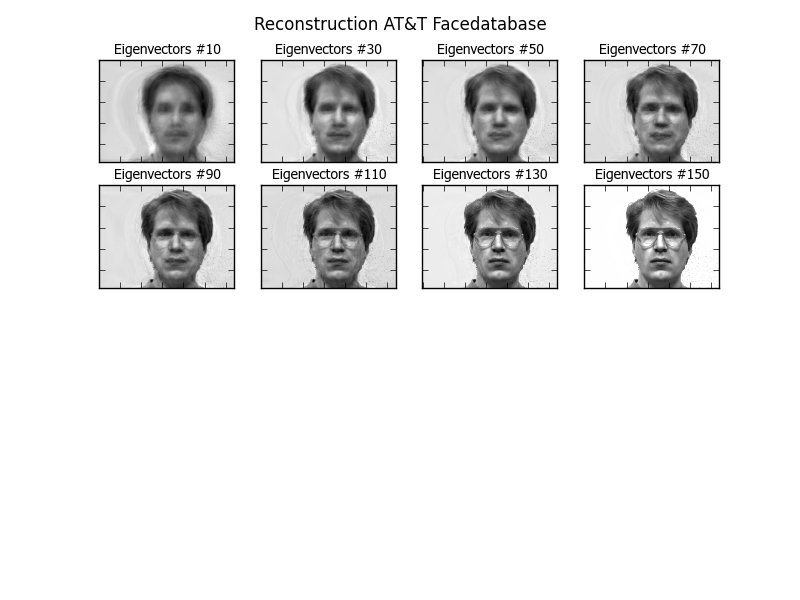 Reconstruction AT&T Facedatabase
Eigenvectors #10 Eigenvectors #30 Eigenvectors #50 Eigenvectors #70
Eigenvectors #90 Eigenvectors #110 Eigenvectors #130 Eigenvectors #150